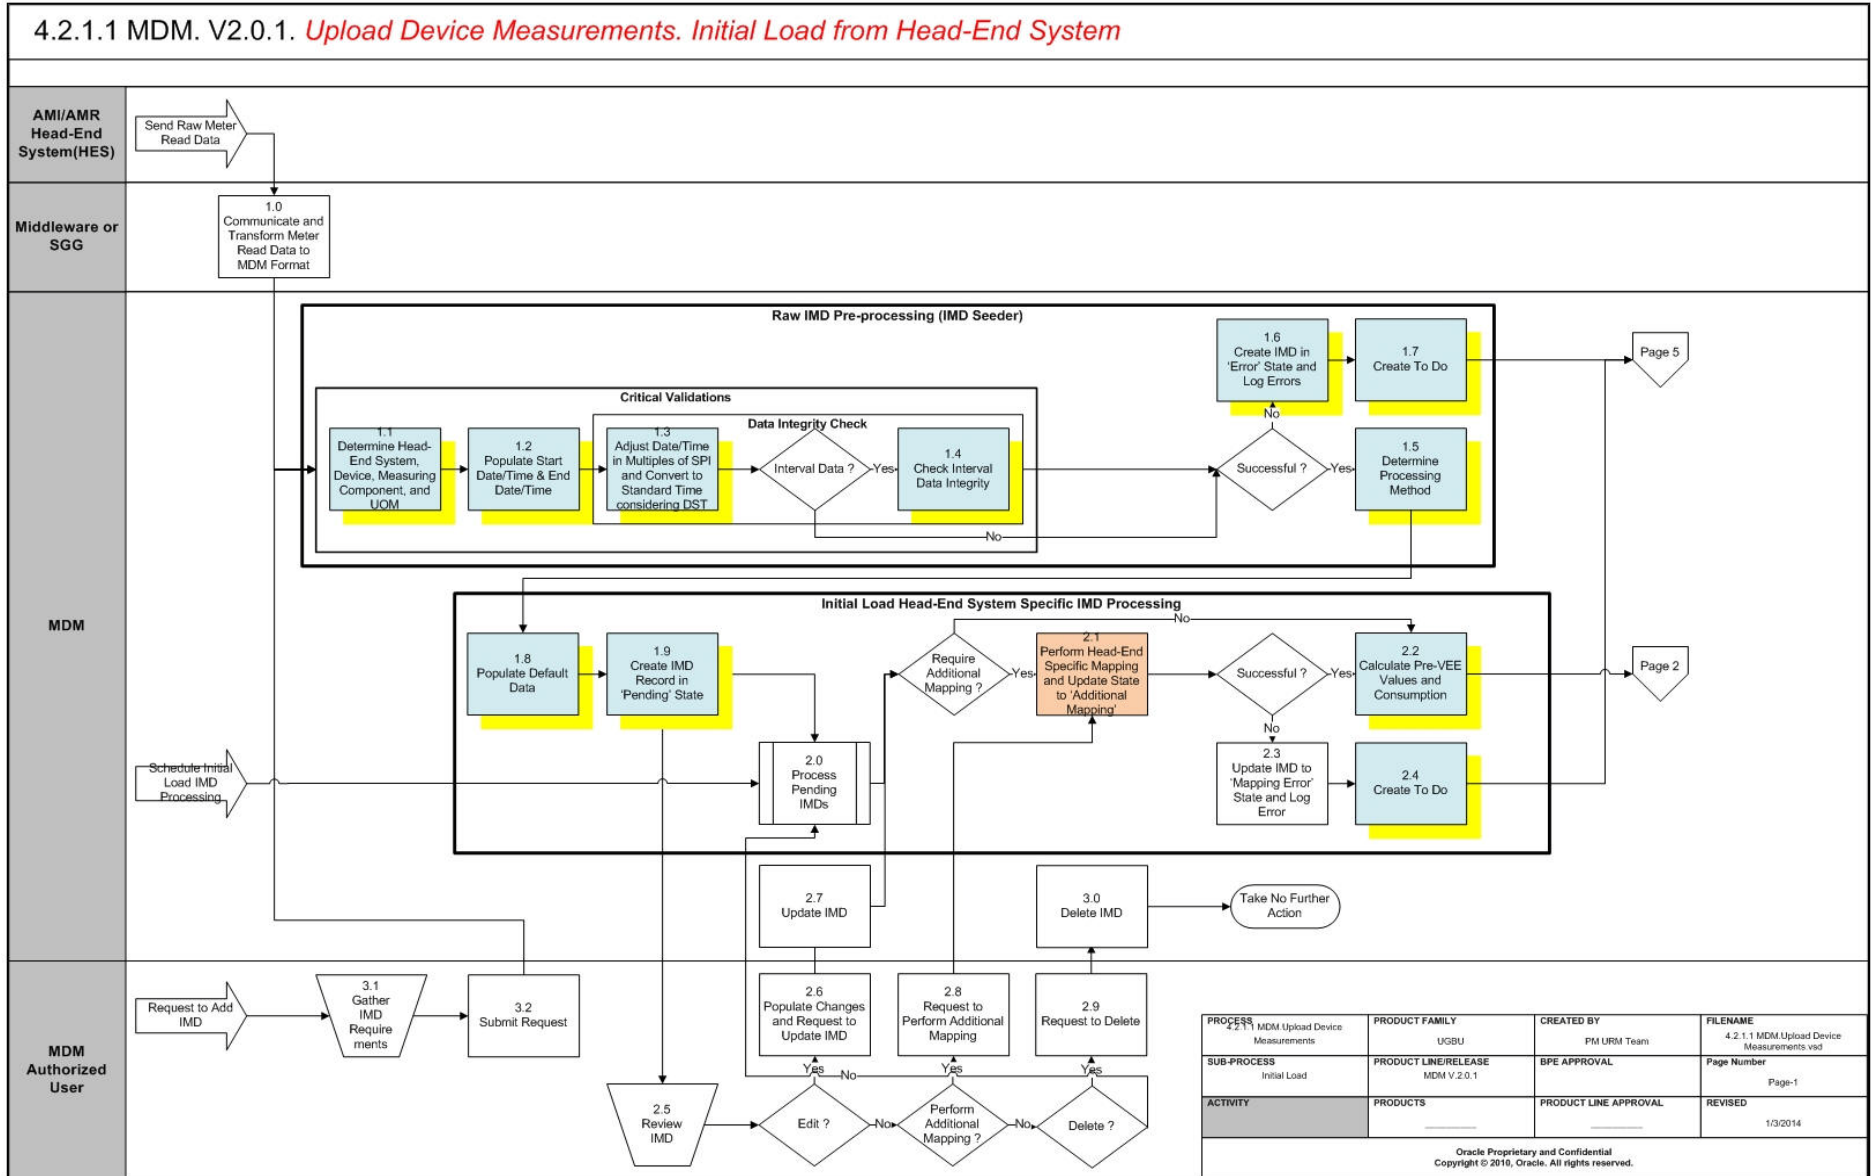 4.2.1.1 MDM. V2.0.1. Upload Device Measurements. Initial Load from Head-End System
AMI/AMR
Head-End
System(HES)
Send Raw Meter
Read Data
Middleware or
SGG
1.0
Communicate and
Transform Meter
Read Data to
MDM Format
MDM
Raw IMD Pre-processing (IMD Seeder)
Critical Validations
Data Integrity Check
1.1
Determine Head-
End System,
Device, Measuring
Component, and
UOM
1.2
Populate Start
Date/Time & End
Date/Time
1.3
Adjust Date/Time
in Multiples of SPI
and Convert to
Standard Time
considering DST
Interval Data ?
Yes
No
1.4
Check Interval
Data Integrity
Successful ?
Yes
No
1.5
Determine
Processing
Method
1.6
Create IMD in
'Error' State and
Log Errors
1.7
Create To Do
Page 5
Initial Load Head-End System Specific IMD Processing
1.8
Populate Default
Data
1.9
Create IMD
Record in
'Pending' State
Schedule Initial
Load IMD
Processing
2.0
Process
Pending
IMDs
Require
Additional
Mapping ?
Yes
No
2.1
Perform Head-End
Specific Mapping
and Update State
to 'Additional
Mapping'
Successful ?
Yes
No
2.2
Calculate Pre-VEE
Values and
Consumption
Page 2
2.3
Update IMD to
'Mapping Error'
State and Log
Error
2.4
Create To Do
2.7
Update IMD
3.0
Delete IMD
Take No Further
Action
MDM
Authorized
User
Request to Add
IMD
3.1
Gather
IMD
Require
ments
3.2
Submit Request
2.6
Populate Changes
and Request to
Update IMD
2.8
Request to
Perform Additional
Mapping
2.9
Request to Delete
Yes
No
Yes
Yes
2.5
Review
IMD
Edit ?
No
Perform
Additional
Mapping ?
No
Delete ?
PROCESS
4.2.1.1 MDM.Upload Device
Measurements
PRODUCT FAMILY
UGBU
CREATED BY
PM URM Team
FILENAME
4.2.1.1 MDM.Upload Device
Measurements.vsd
SUB-PROCESS
Initial Load
PRODUCT LINE/RELEASE
MDM V.2.0.1
BPE APPROVAL
Page Number
Page-1
ACTIVITY
PRODUCTS
PRODUCT LINE APPROVAL
REVISED
1/3/2014
Oracle Proprietary and Confidential
Copyright © 2010, Oracle. All rights reserved.